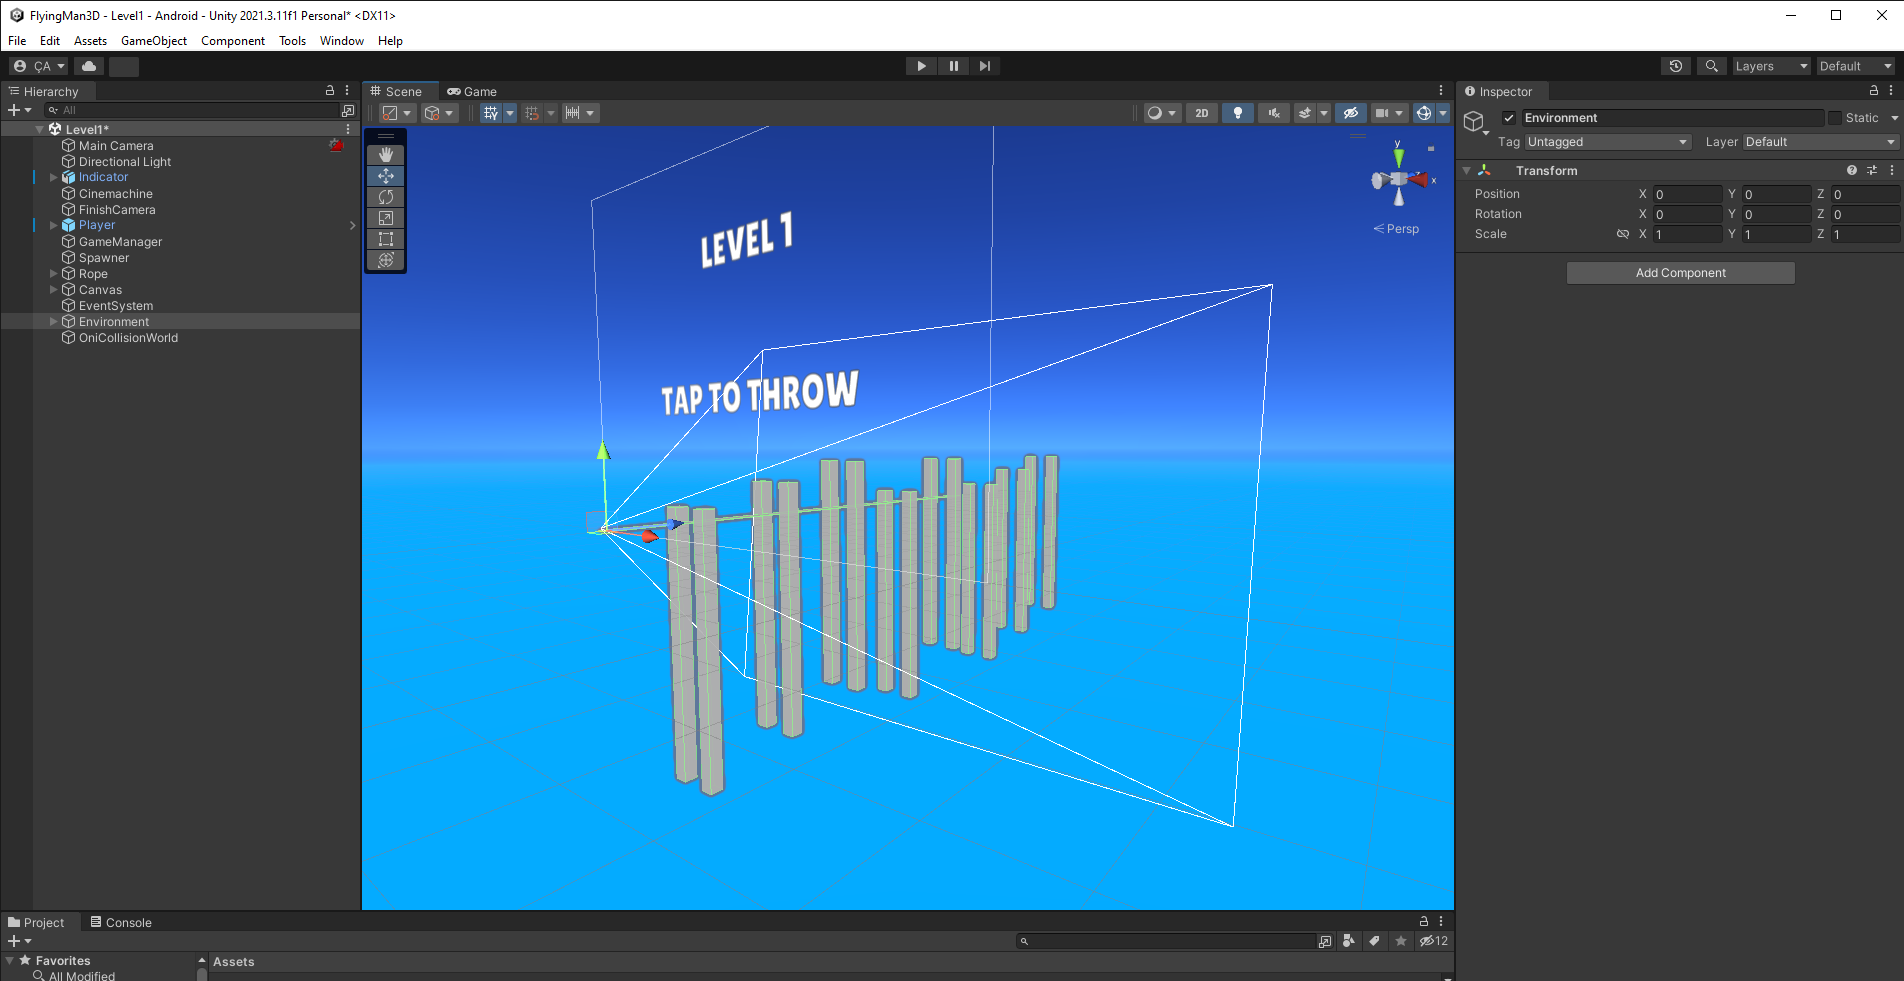 FlyingMan3D - Level1 - Android - Unity 2021.3.11f1 Personal* <DX11>
File Edit Assets GameObject Component Tools Window Help
ÇA
Layers Default
Hierarchy
All
Level1*
Main Camera
Directional Light
Indicator
Cinemachine
FinishCamera
Player
GameManager
Spawner
Rope
Canvas
EventSystem
Environment
OniCollisionWorld
Scene Game
2D
y
x
Persp
LEVEL 1
TAP TO THROW
Inspector
Environment Static
Tag Untagged Layer Default
Transform
Position X 0 Y 0 Z 0
Rotation X 0 Y 0 Z 0
Scale X 1 Y 1 Z 1
Add Component
Project Console
12
Favorites
All Modified
Assets